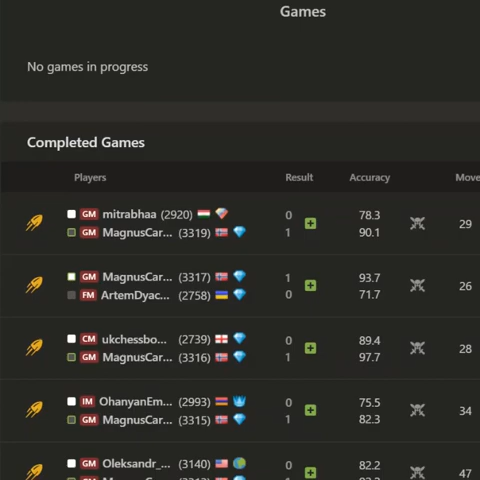 Games
No games in progress
Completed Games
Players Result Accuracy Move
GM mitrabhaa (2920) 0 78.3 29
GM MagnusCar... (3319) 1 90.1
GM MagnusCar... (3317) 1 93.7 26
FM ArtemDyac... (2758) 0 71.7
CM ukchessbo... (2739) 0 89.4 28
GM MagnusCar... (3316) 1 97.7
IM OhanyanEm... (2993) 0 75.5 34
GM MagnusCar... (3315) 1 82.3
GM Oleksandr_... (3140) 0 82.2 47